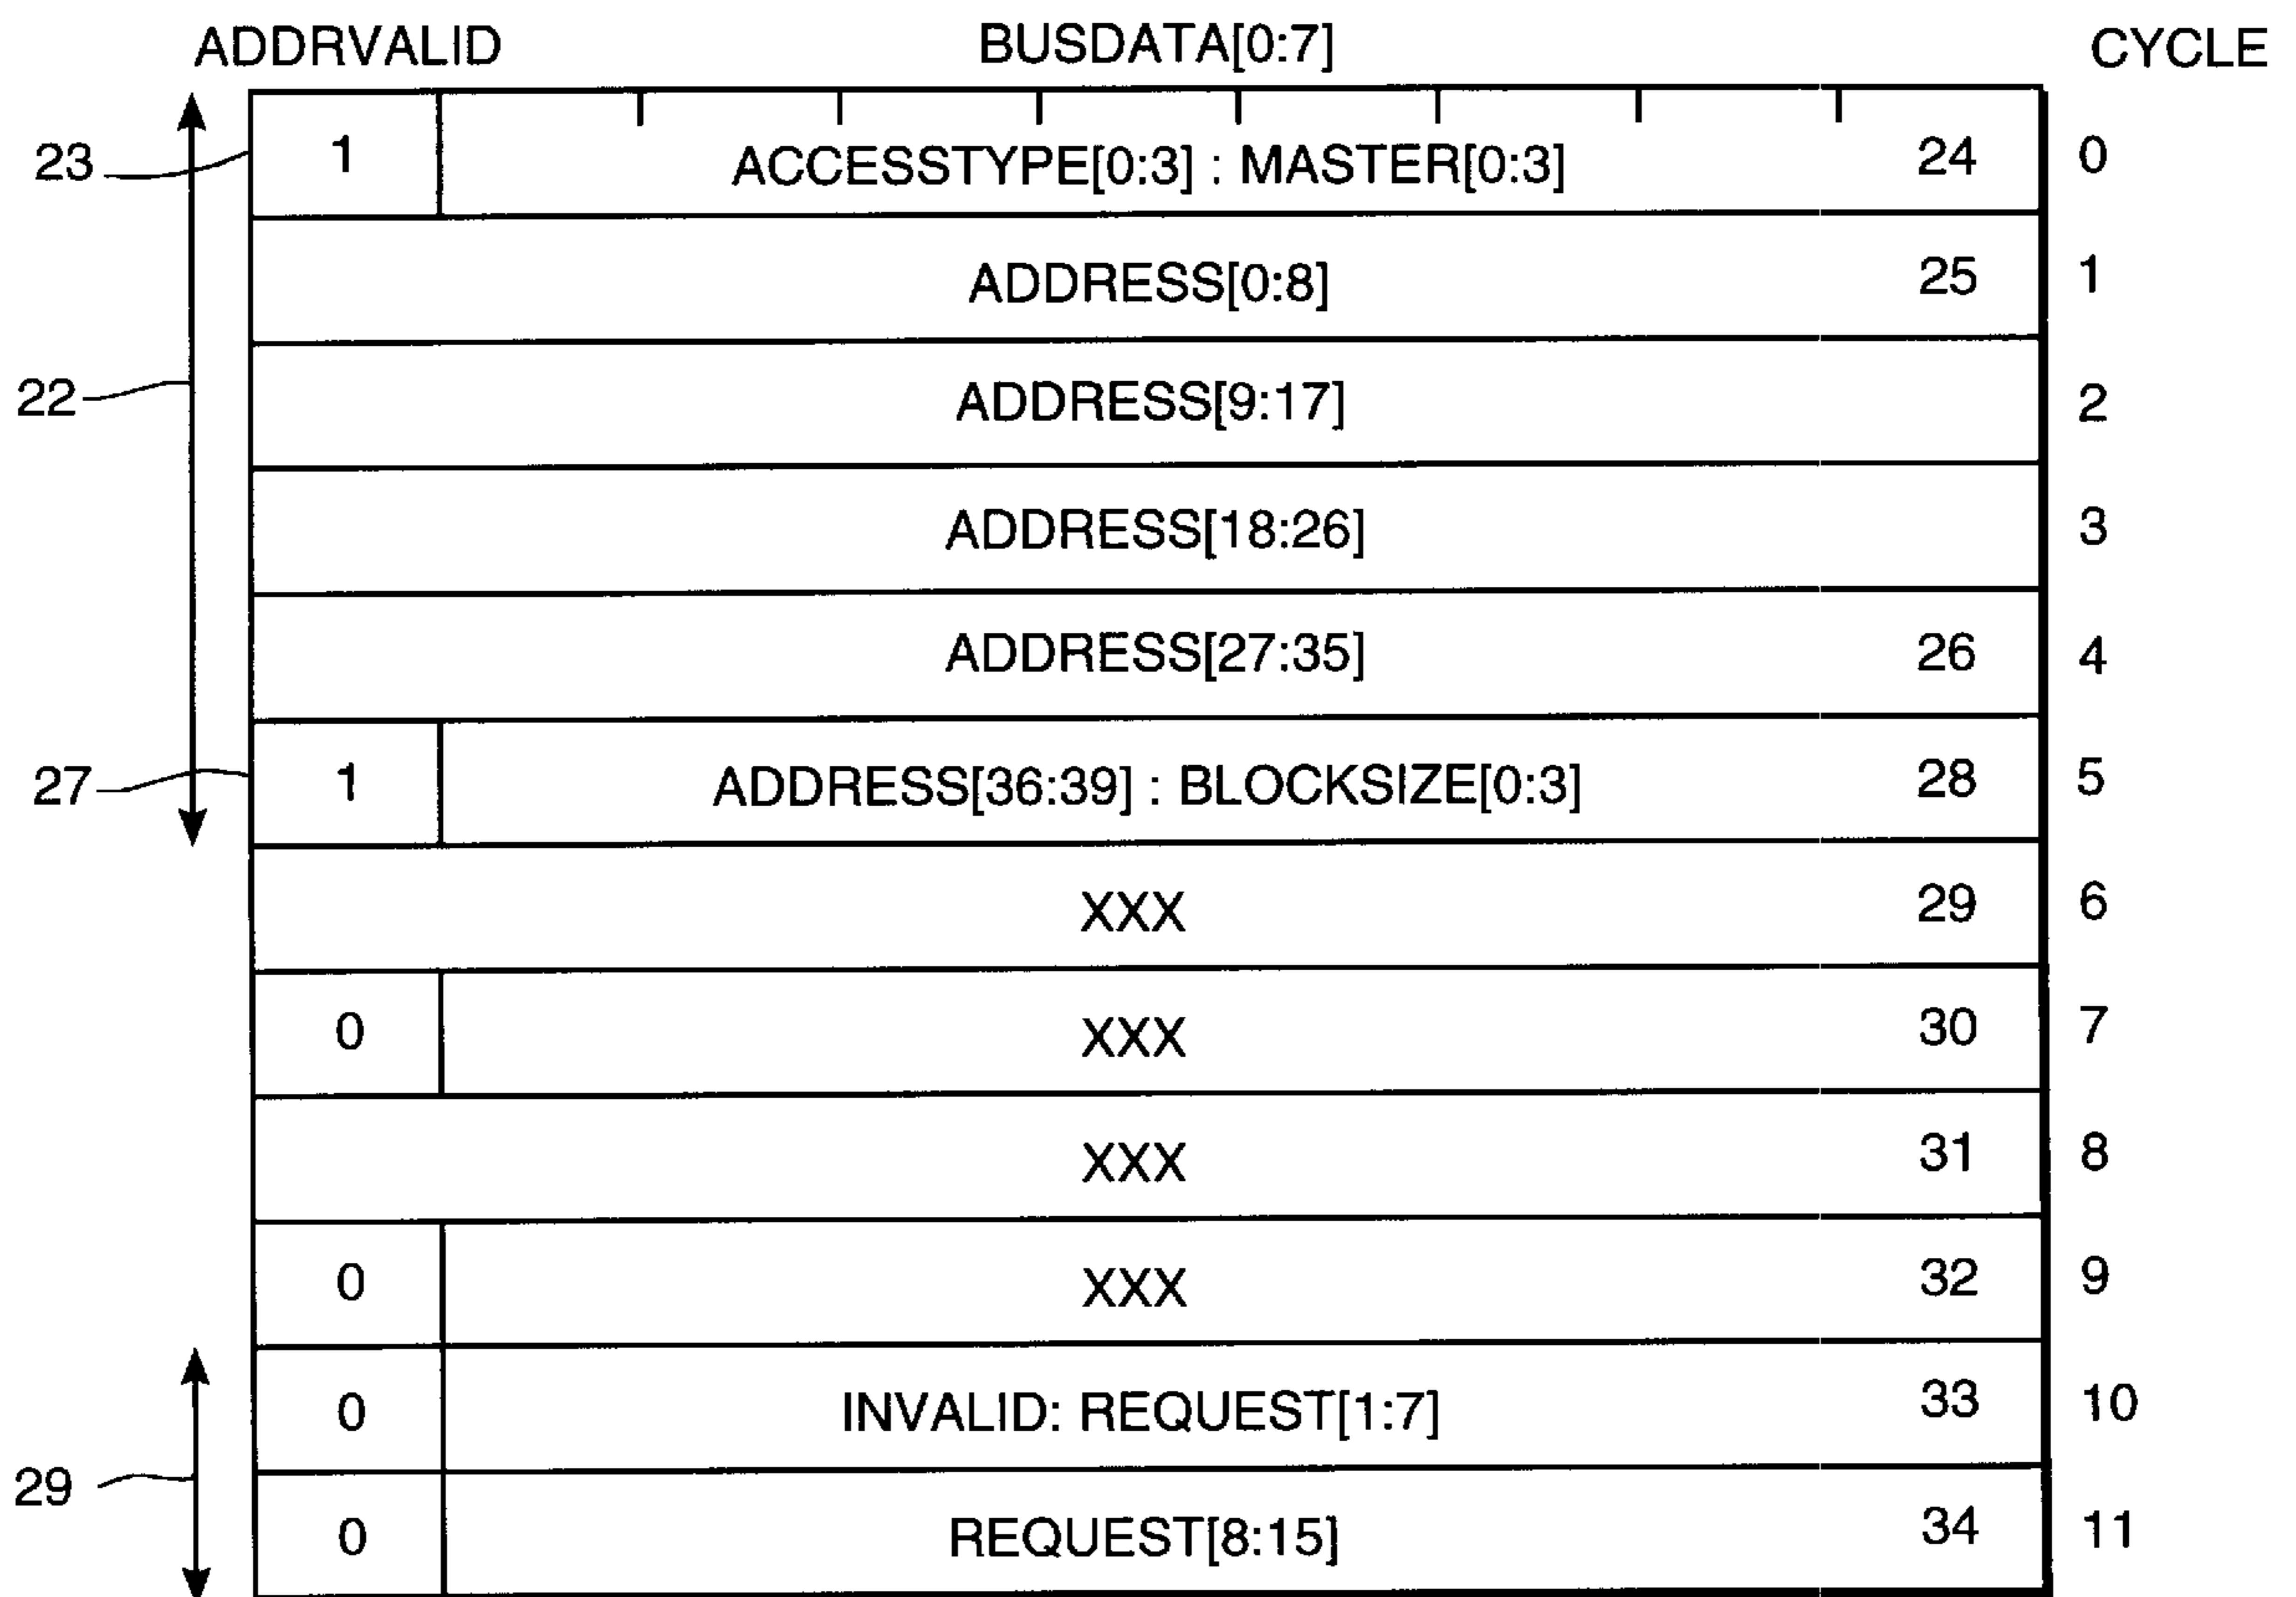 ADDRVALID BUSDATA[0:7] CYCLE
23 1 ACCESSTYPE[0:3] : MASTER[0:3] 24 0
ADDRESS[0:8] 25 1
22 ADDRESS[9:17] 2
ADDRESS[18:26] 3
ADDRESS[27:35] 26 4
27 1 ADDRESS[36:39] : BLOCKSIZE[0:3] 28 5
XXX 29 6
0 XXX 30 7
XXX 31 8
0 XXX 32 9
0 INVALID: REQUEST[1:7] 33 10
29 0 REQUEST[8:15] 34 11